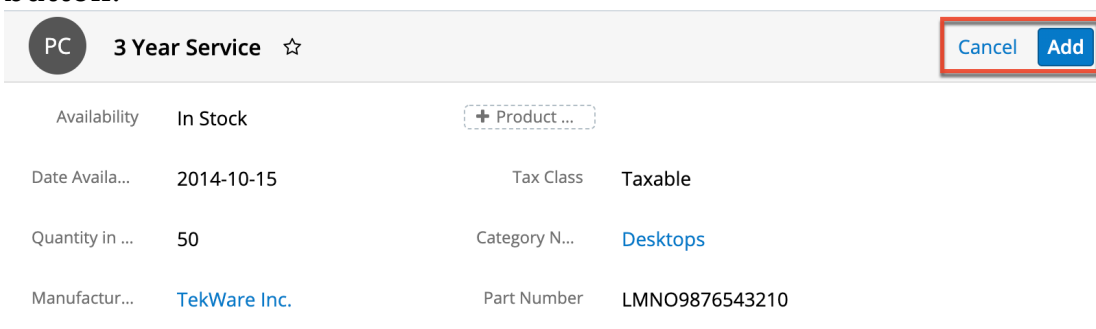 PC 3 Year Service ☆ Cancel Add
Availability In Stock + Product ...
Date Availa... 2014-10-15 Tax Class Taxable
Quantity in ... 50 Category N... Desktops
Manufactur... TekWare Inc. Part Number LMNO9876543210